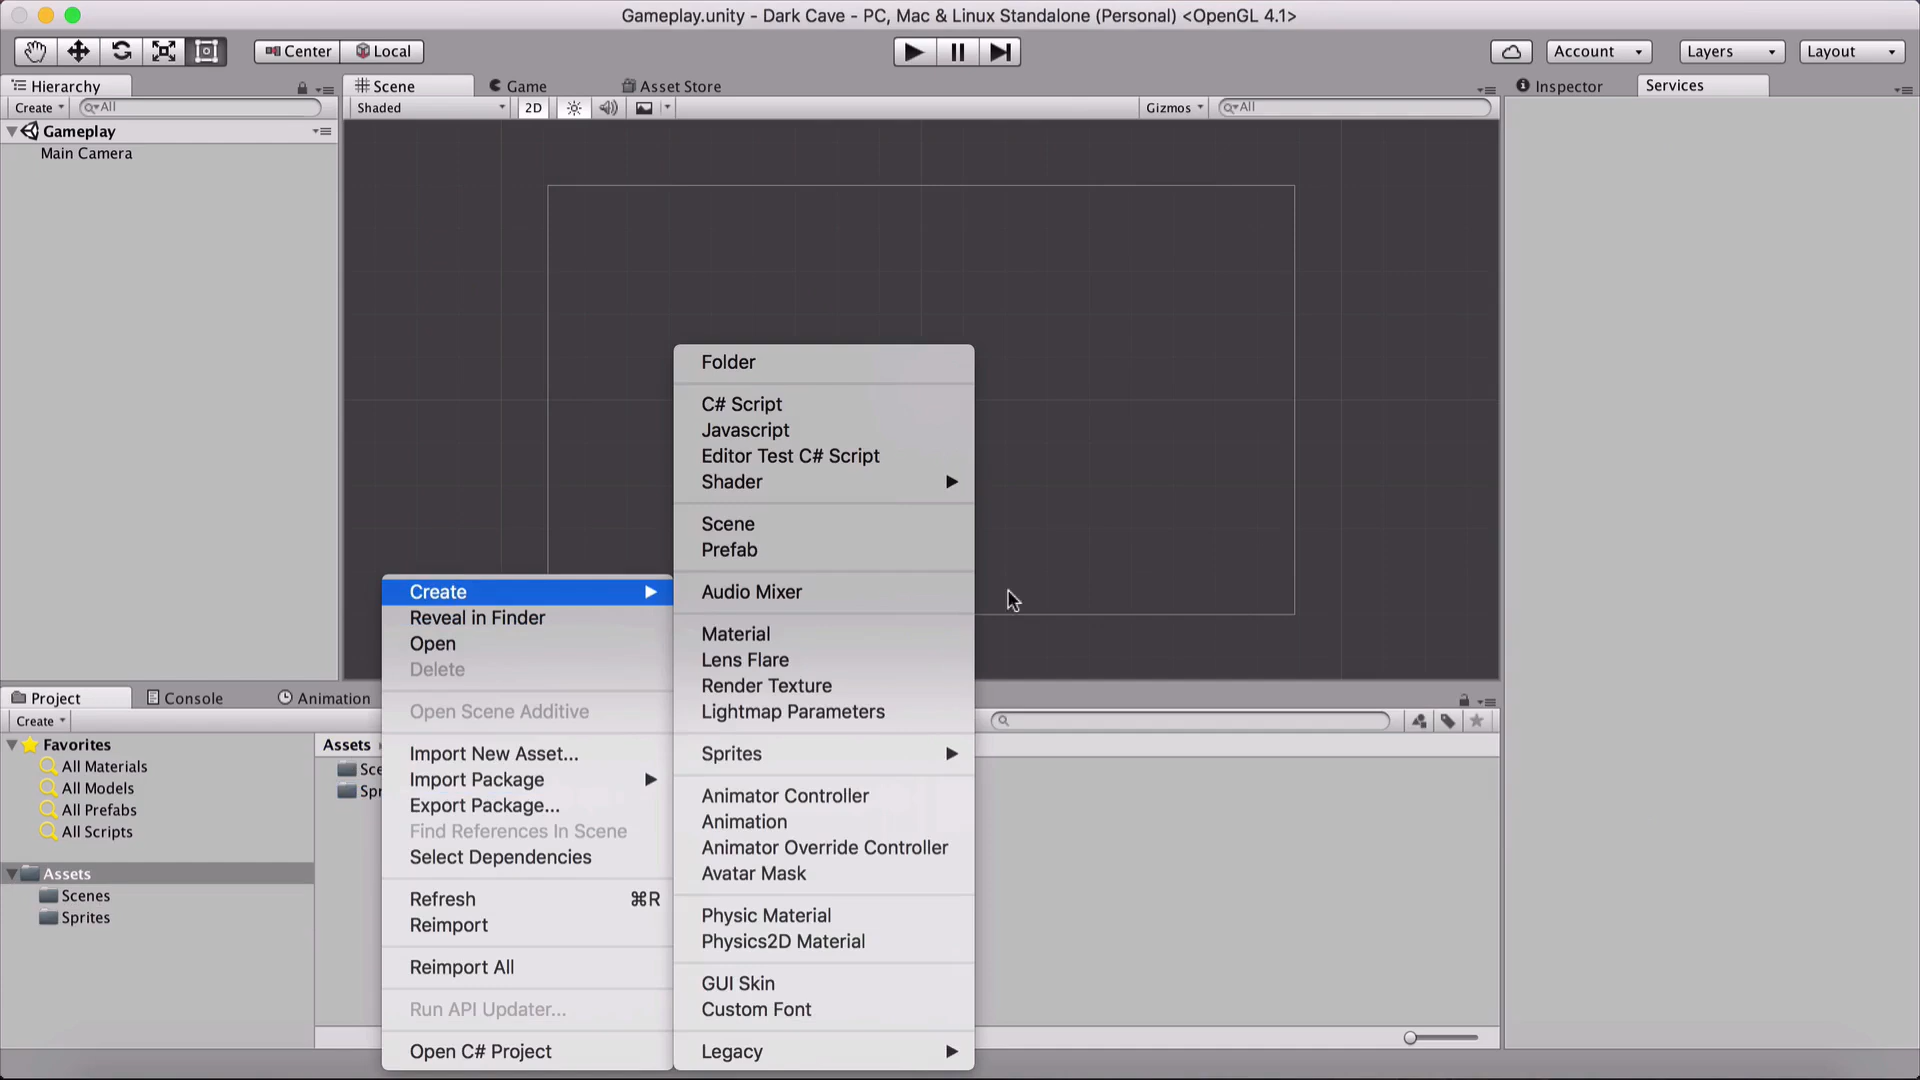 Gameplay.unity - Dark Cave - PC, Mac & Linux Standalone (Personal) <OpenGL 4.1>
Center
Local
Account
Layers
Layout
Hierarchy
Scene
Game
Asset Store
Inspector
Services
Create
All
Shaded
2D
Gizmos
All
Gameplay
Main Camera
Folder
C# Script
Javascript
Editor Test C# Script
Shader
Scene
Prefab
Audio Mixer
Material
Lens Flare
Render Texture
Lightmap Parameters
Sprites
Animator Controller
Animation
Animator Override Controller
Avatar Mask
Physic Material
Physics2D Material
GUI Skin
Custom Font
Legacy
Create
Reveal in Finder
Open
Delete
Open Scene Additive
Import New Asset...
Import Package
Export Package...
Find References In Scene
Select Dependencies
Refresh ⌘R
Reimport
Reimport All
Run API Updater...
Open C# Project
Project
Console
Animation
Create
Favorites
All Materials
All Models
All Prefabs
All Scripts
Assets
Scenes
Sprites
Assets
Sce
Spr